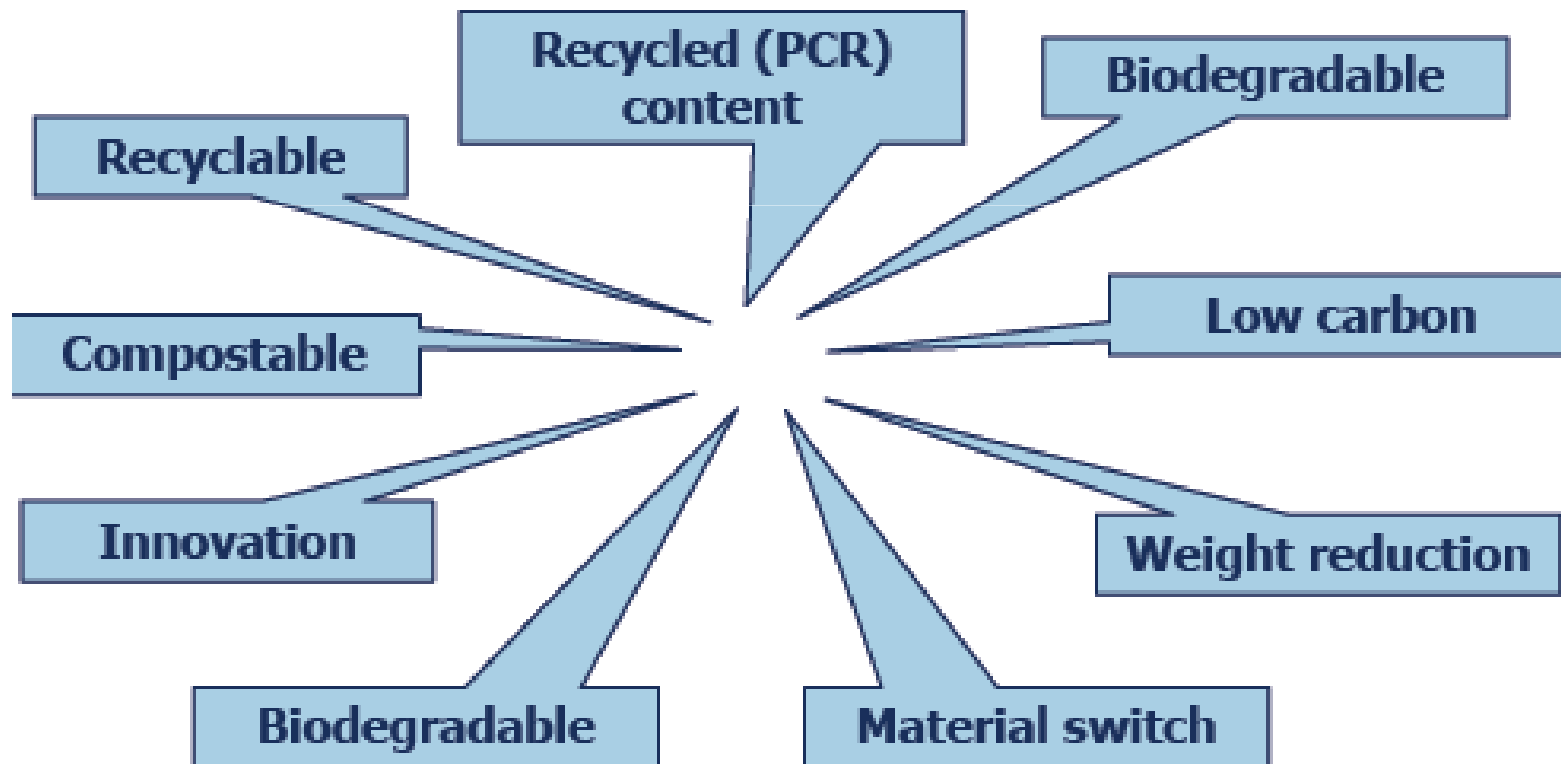 Recycled (PCR)
content
Biodegradable
Recyclable
Low carbon
Compostable
Innovation
Weight reduction
Biodegradable
Material switch